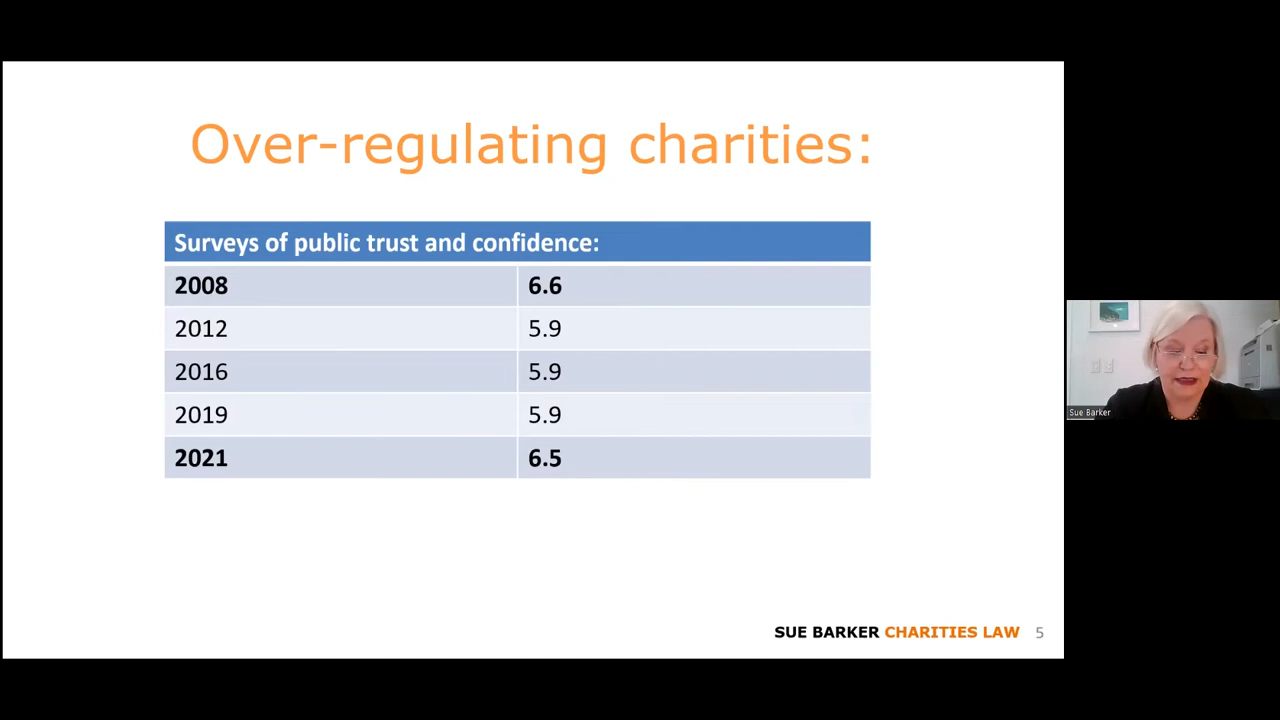 Over-regulating charities:
Surveys of public trust and confidence:
2008 6.6
2012 5.9
2016 5.9
2019 5.9
2021 6.5
Sue Barker
SUE BARKER CHARITIES LAW 5